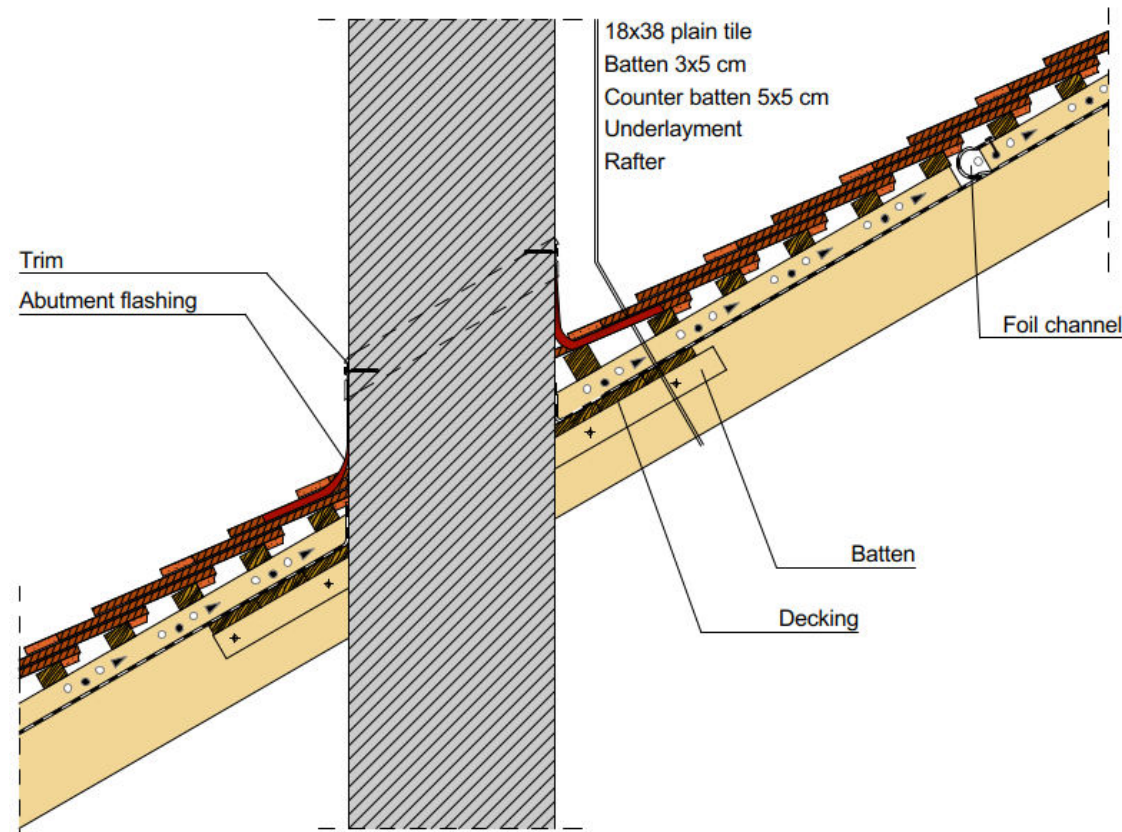 18x38 plain tile
Batten 3x5 cm
Counter batten 5x5 cm
Underlayment
Rafter
Trim
Abutment flashing
Foil channel
Batten
Decking